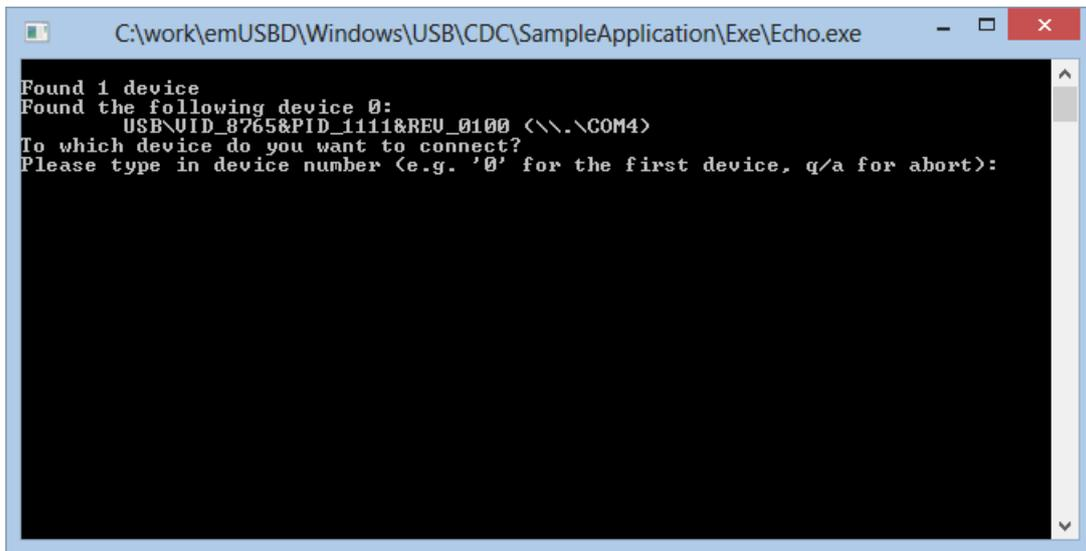 C:\work\emUSBD\Windows\USB\CDC\SampleApplication\Exe\Echo.exe
Found 1 device
Found the following device 0:
USB\VID_8765&PID_1111&REV_0100 (\\.\COM4)
To which device do you want to connect?
Please type in device number (e.g. '0' for the first device, q/a for abort):